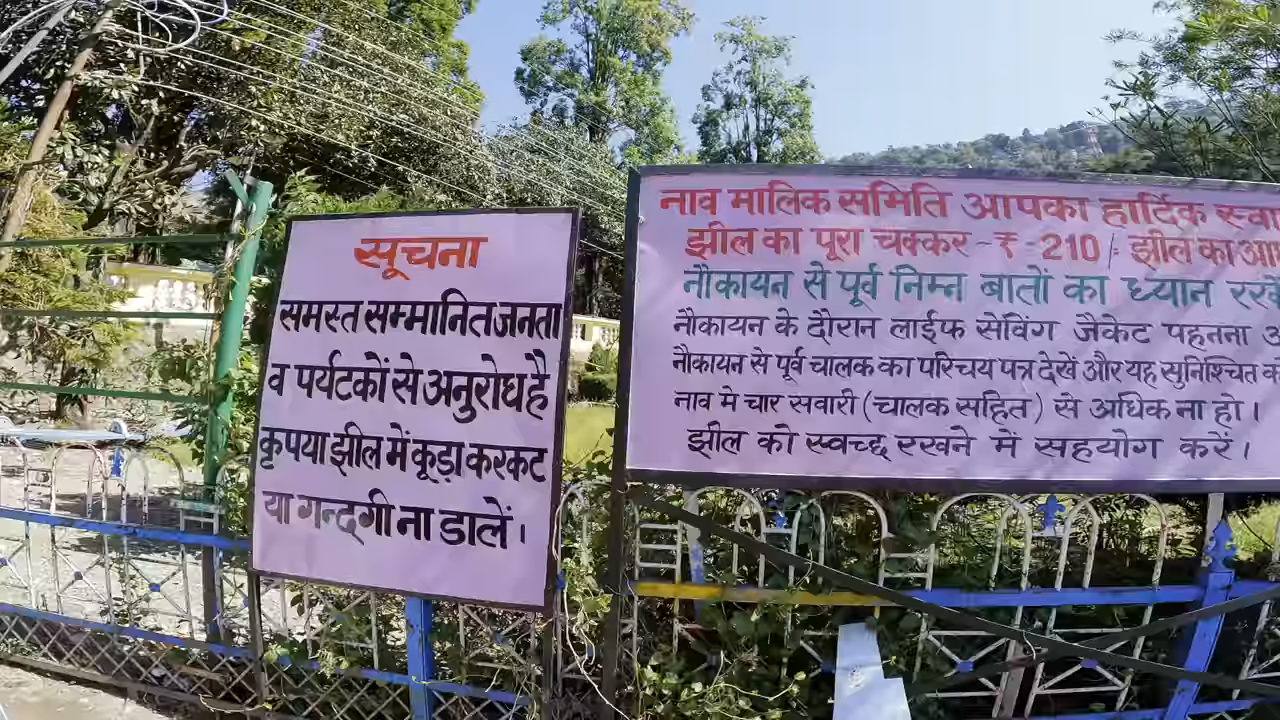 सूचना
समस्त सम्मानित जनता
व पर्यटकों से अनुरोध है
कृपया झील में कूड़ा करकट
या गन्दगी ना डालें।
नाव मालिक समिति आपका हार्दिक
झील का पूरा चक्कर - ₹ -210/- झील का
नौकायन से पूर्व निम्न बातों का ध्यान रखें
नौकायन के दौरान लाईफ सेविंग जैकेट पहनना
नौकायन से पूर्व चालक का परिचय पत्र देखें और यह सुनिश्चित
नाव मे चार सवारी (चालक सहित) से अधिक ना हो।
झील को स्वच्छ रखने में सहयोग करें।